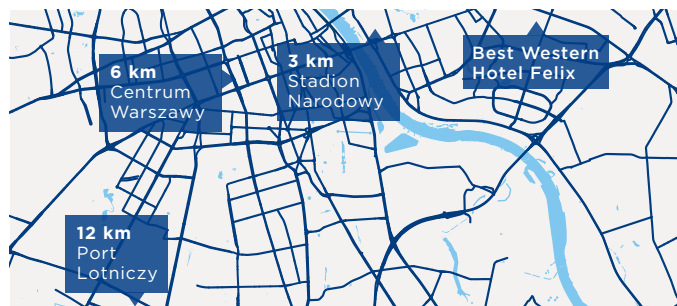 6 km
Centrum
Warszawy
3 km
Stadion
Narodowy
Best Western
Hotel Felix
12 km
Port
Lotniczy